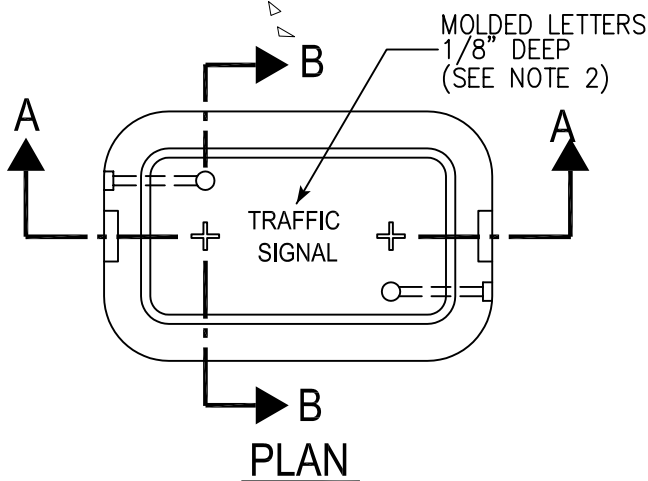 MOLDED LETTERS
1/8" DEEP
(SEE NOTE 2)
B
A
A
TRAFFIC
SIGNAL
B
PLAN